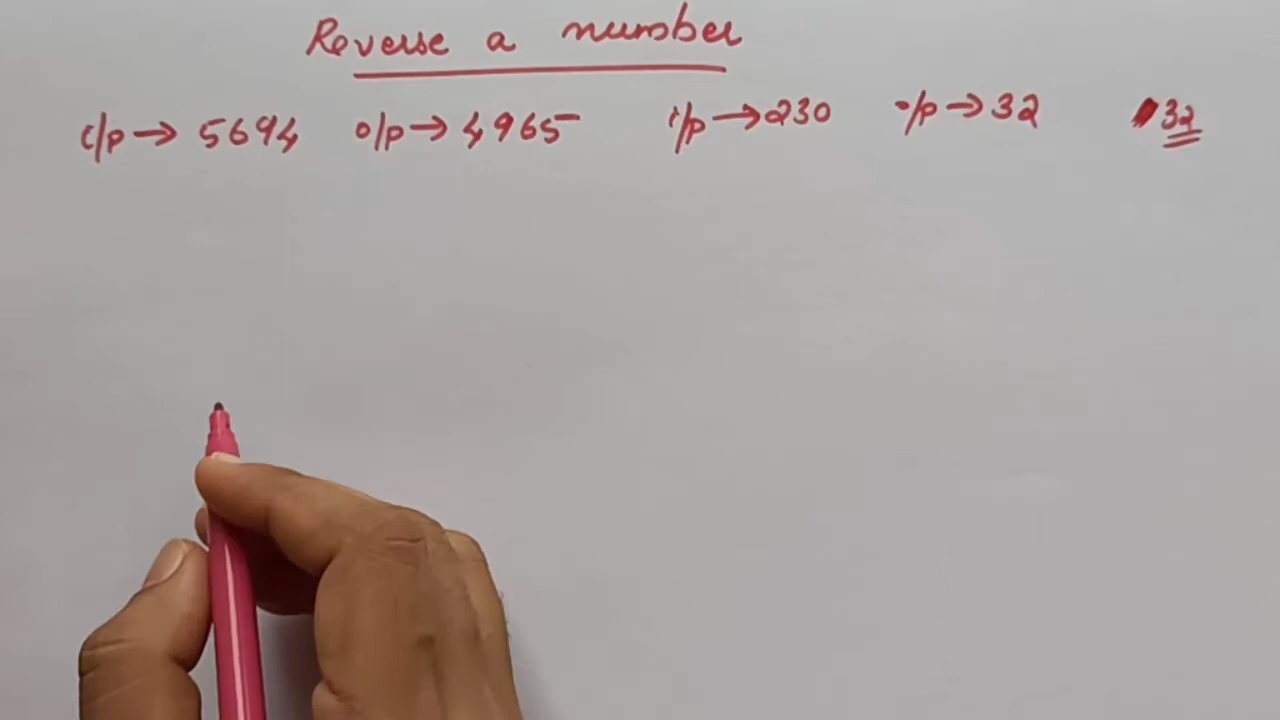 Reverse a number
i/p → 5694 o/p → 4965 i/p → 230 o/p → 32 32